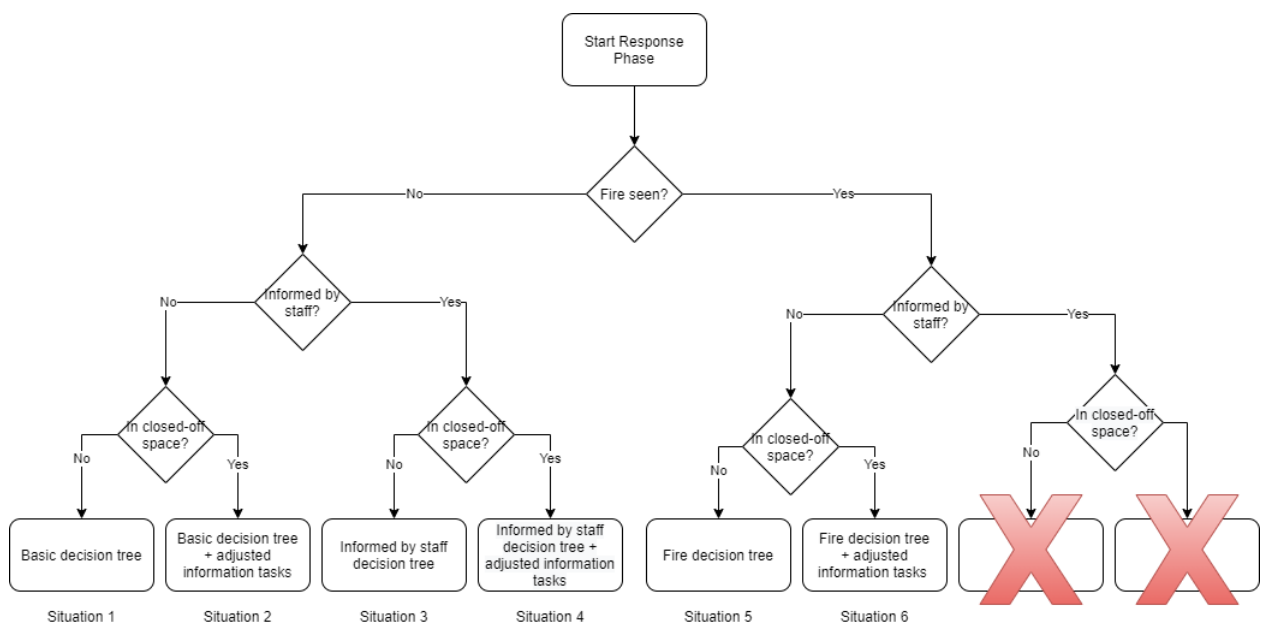 Start Response
Phase
Fire seen?
No
Yes
Informed by
staff?
Informed by
staff?
No
Yes
No
Yes
In closed-off
space?
In closed-off
space?
In closed-off
space?
In closed-off
space?
No
Yes
No
Yes
No
Yes
No
Basic decision tree
Basic decision tree
+ adjusted
information tasks
Informed by staff
decision tree
Informed by staff
decision tree +
adjusted information
tasks
Fire decision tree
Fire decision tree
+ adjusted
information tasks
X
X
Situation 1
Situation 2
Situation 3
Situation 4
Situation 5
Situation 6